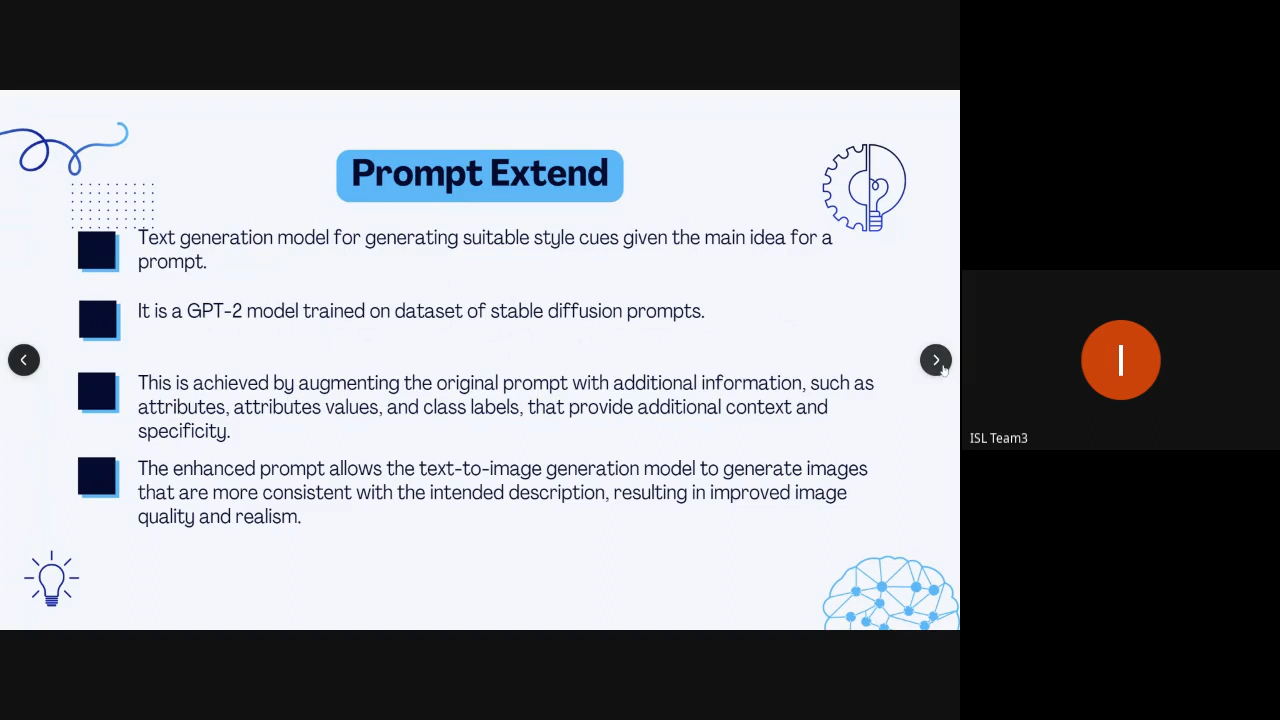 Prompt Extend
Text generation model for generating suitable style cues given the main idea for a
prompt.
It is a GPT-2 model trained on dataset of stable diffusion prompts.
This is achieved by augmenting the original prompt with additional information, such as
attributes, attributes values, and class labels, that provide additional context and
specificity.
The enhanced prompt allows the text-to-image generation model to generate images
that are more consistent with the intended description, resulting in improved image
quality and realism.
I
ISL Team3